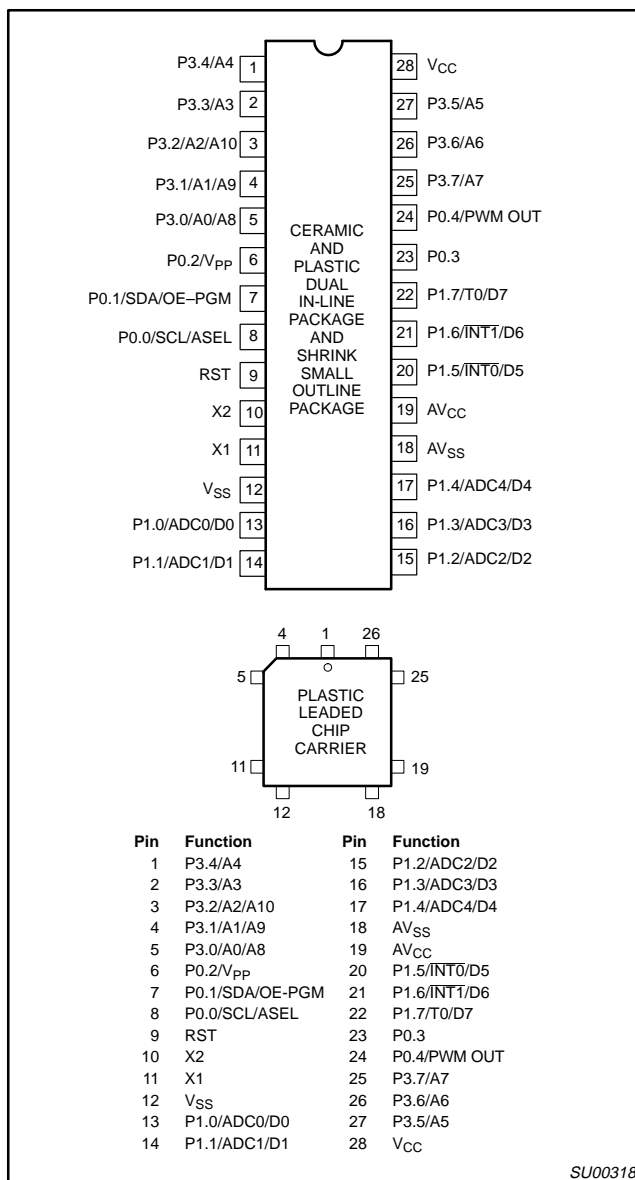 P3.4/A4 1
P3.3/A3 2
P3.2/A2/A10 3
P3.1/A1/A9 4
P3.0/A0/A8 5
P0.2/VPP 6
P0.1/SDA/OE–PGM 7
P0.0/SCL/ASEL 8
RST 9
X2 10
X1 11
VSS 12
P1.0/ADC0/D0 13
P1.1/ADC1/D1 14
CERAMIC
AND
PLASTIC
DUAL
IN-LINE
PACKAGE
AND
SHRINK
SMALL
OUTLINE
PACKAGE
28 VCC
27 P3.5/A5
26 P3.6/A6
25 P3.7/A7
24 P0.4/PWM OUT
23 P0.3
22 P1.7/T0/D7
21 P1.6/INT1/D6
20 P1.5/INT0/D5
19 AVCC
18 AVSS
17 P1.4/ADC4/D4
16 P1.3/ADC3/D3
15 P1.2/ADC2/D2
4 1 26
5 25
PLASTIC
LEADED
CHIP
CARRIER
11 19
12 18
Pin Function Pin Function
1 P3.4/A4 15 P1.2/ADC2/D2
2 P3.3/A3 16 P1.3/ADC3/D3
3 P3.2/A2/A10 17 P1.4/ADC4/D4
4 P3.1/A1/A9 18 AVSS
5 P3.0/A0/A8 19 AVCC
6 P0.2/VPP 20 P1.5/INT0/D5
7 P0.1/SDA/OE-PGM 21 P1.6/INT1/D6
8 P0.0/SCL/ASEL 22 P1.7/T0/D7
9 RST 23 P0.3
10 X2 24 P0.4/PWM OUT
11 X1 25 P3.7/A7
12 VSS 26 P3.6/A6
13 P1.0/ADC0/D0 27 P3.5/A5
14 P1.1/ADC1/D1 28 VCC
SU00318